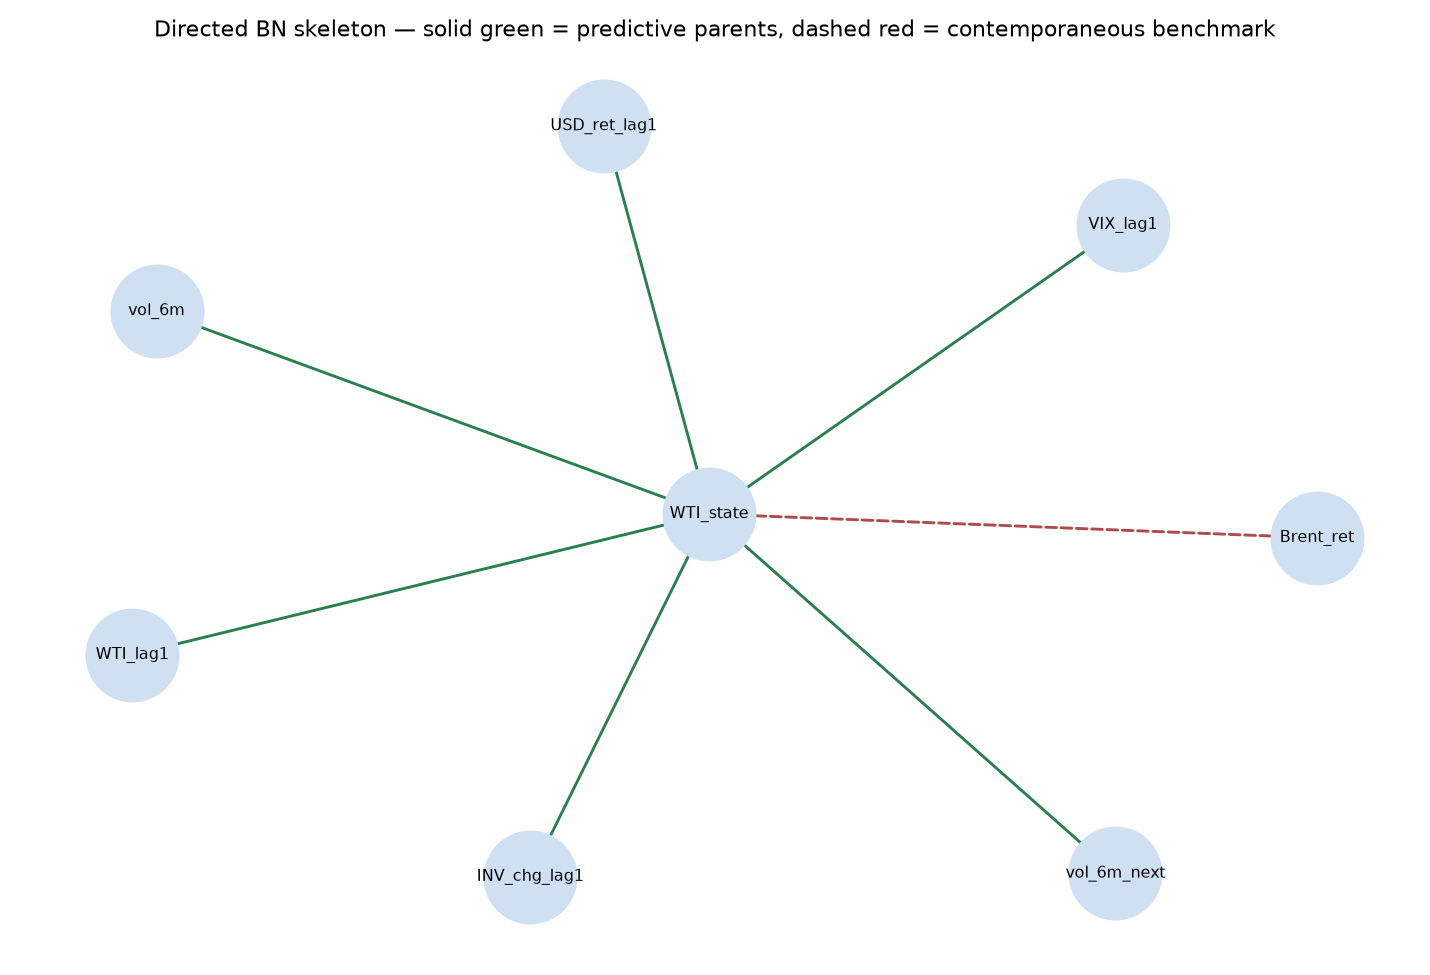 Directed BN skeleton — solid green = predictive parents, dashed red = contemporaneous benchmark
USD_ret_lag1
VIX_lag1
vol_6m
WTI_state
Brent_ret
WTI_lag1
INV_chg_lag1
vol_6m_next